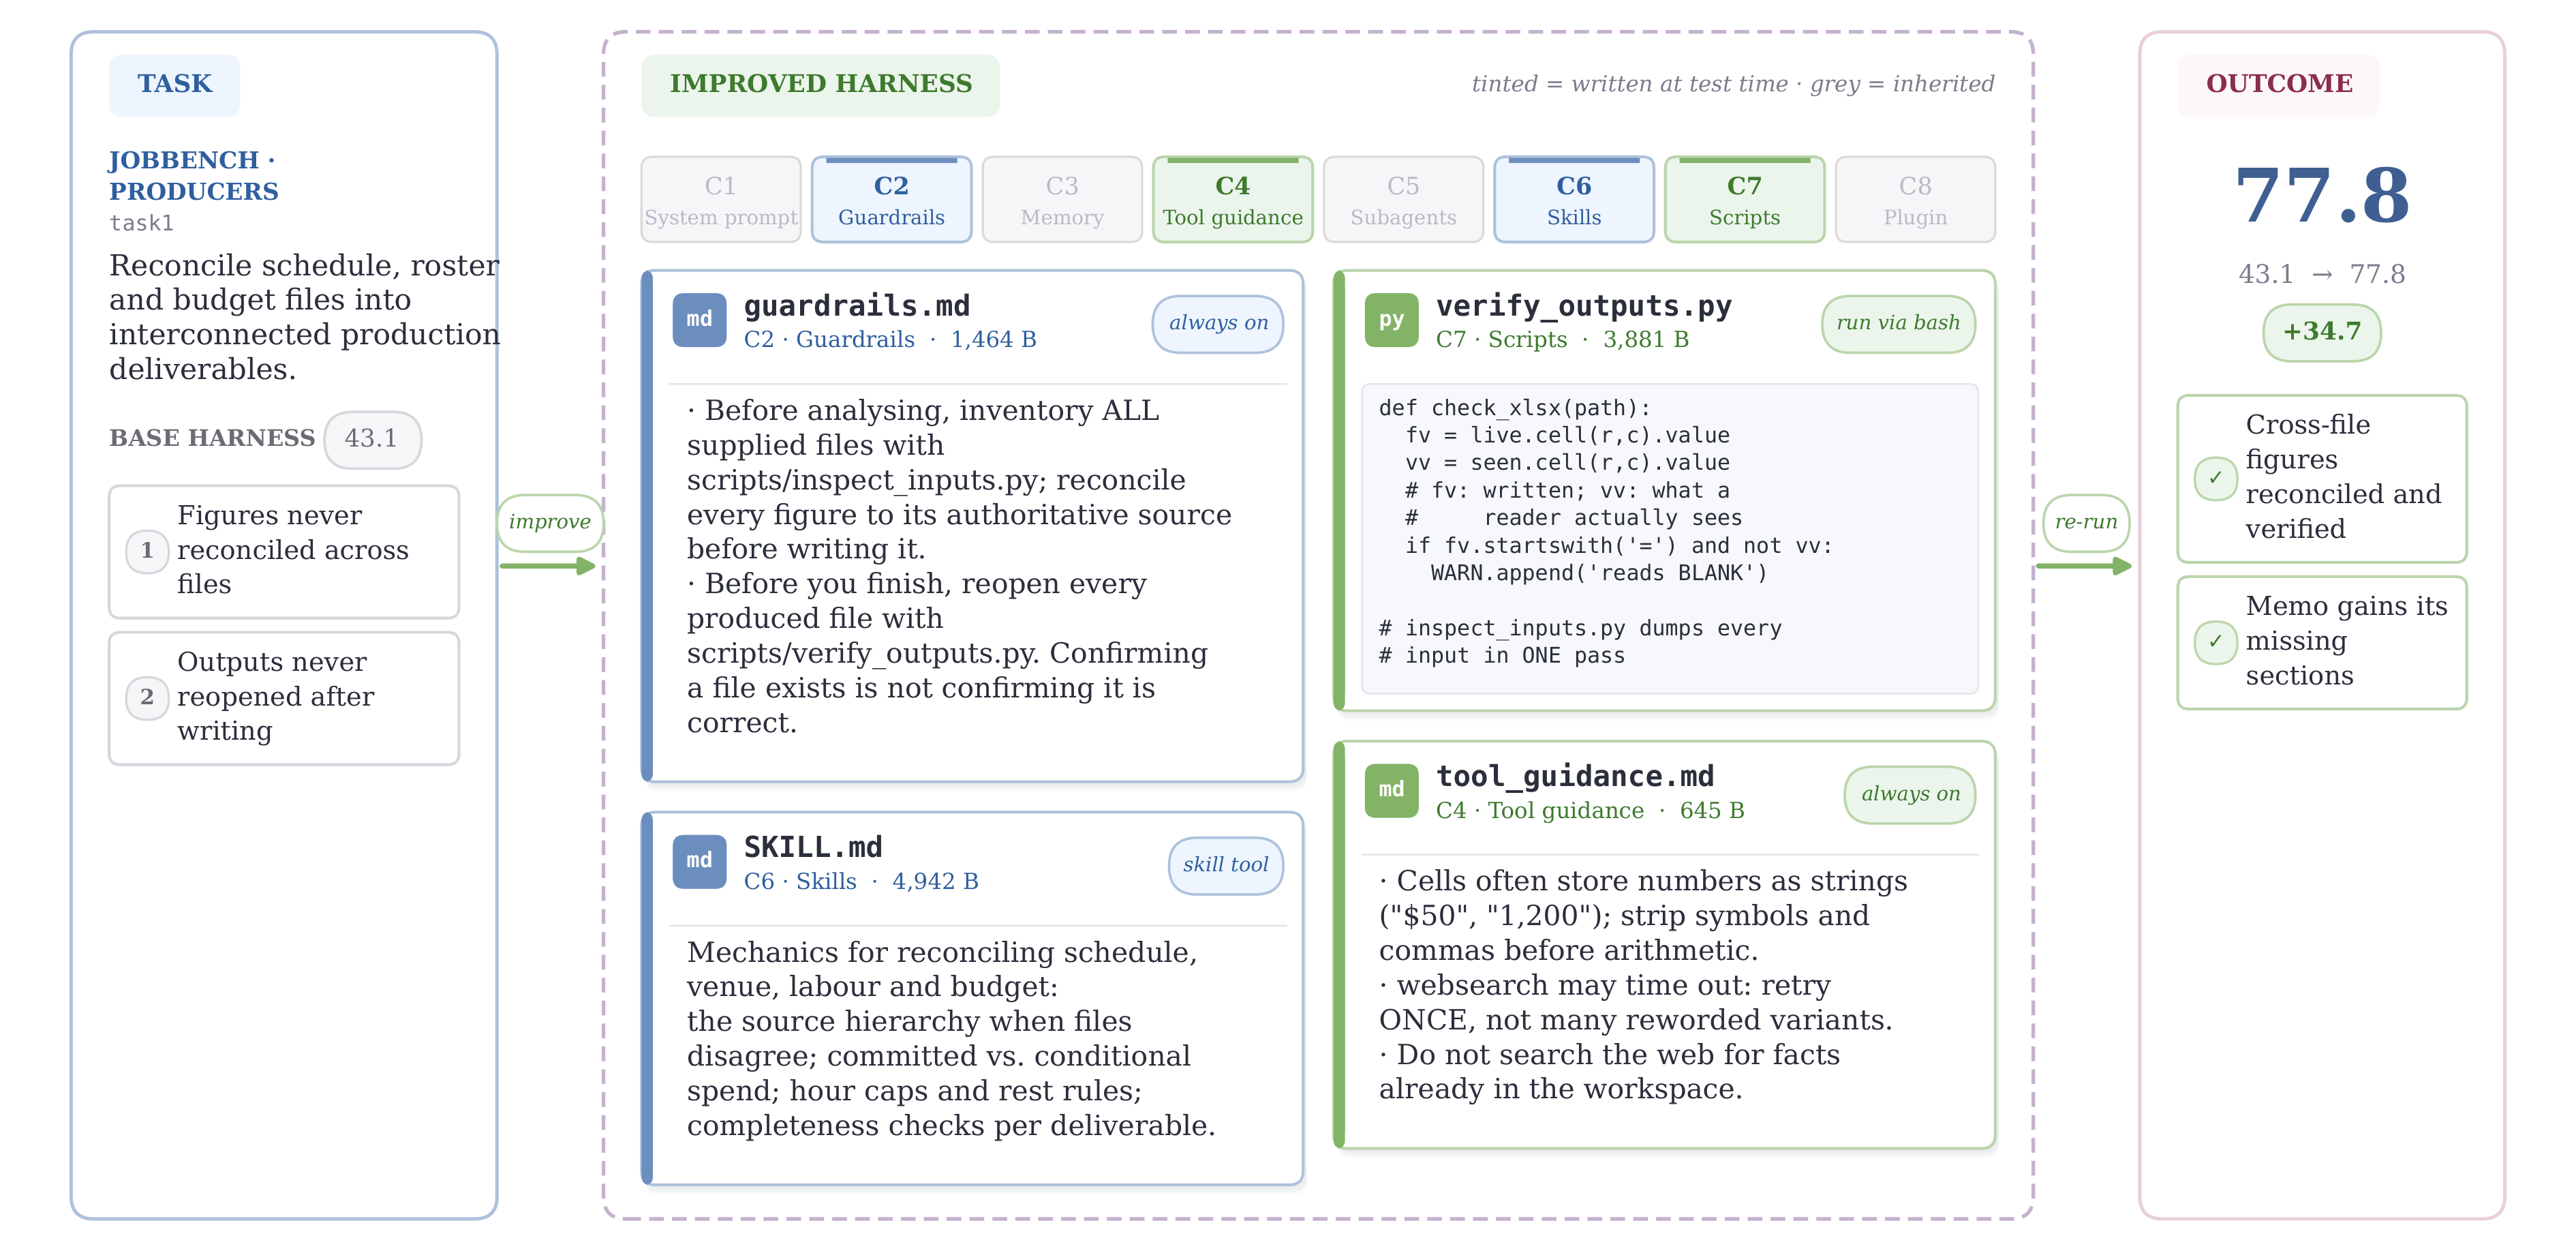 TASK
JOBBENCH ·
PRODUCERS
task1
Reconcile schedule, roster
and budget files into
interconnected production
deliverables.
BASE HARNESS 43.1
1 Figures never
reconciled across
files
2 Outputs never
reopened after
writing
improve
IMPROVED HARNESS
tinted = written at test time · grey = inherited
C1
System prompt
C2
Guardrails
C3
Memory
C4
Tool guidance
C5
Subagents
C6
Skills
C7
Scripts
C8
Plugin
md guardrails.md
C2 · Guardrails · 1,464 B
always on
· Before analysing, inventory ALL
supplied files with
scripts/inspect_inputs.py; reconcile
every figure to its authoritative source
before writing it.
· Before you finish, reopen every
produced file with
scripts/verify_outputs.py. Confirming
a file exists is not confirming it is
correct.
md SKILL.md
C6 · Skills · 4,942 B
skill tool
Mechanics for reconciling schedule,
venue, labour and budget:
the source hierarchy when files
disagree; committed vs. conditional
spend; hour caps and rest rules;
completeness checks per deliverable.
py verify_outputs.py
C7 · Scripts · 3,881 B
run via bash
def check_xlsx(path):
  fv = live.cell(r,c).value
  vv = seen.cell(r,c).value
  # fv: written; vv: what a
  #     reader actually sees
  if fv.startswith('=') and not vv:
    WARN.append('reads BLANK')
# inspect_inputs.py dumps every
# input in ONE pass
md tool_guidance.md
C4 · Tool guidance · 645 B
always on
· Cells often store numbers as strings
("$50", "1,200"); strip symbols and
commas before arithmetic.
· websearch may time out: retry
ONCE, not many reworded variants.
· Do not search the web for facts
already in the workspace.
re-run
OUTCOME
77.8
43.1 → 77.8
+34.7
✓ Cross-file
figures
reconciled and
verified
✓ Memo gains its
missing
sections